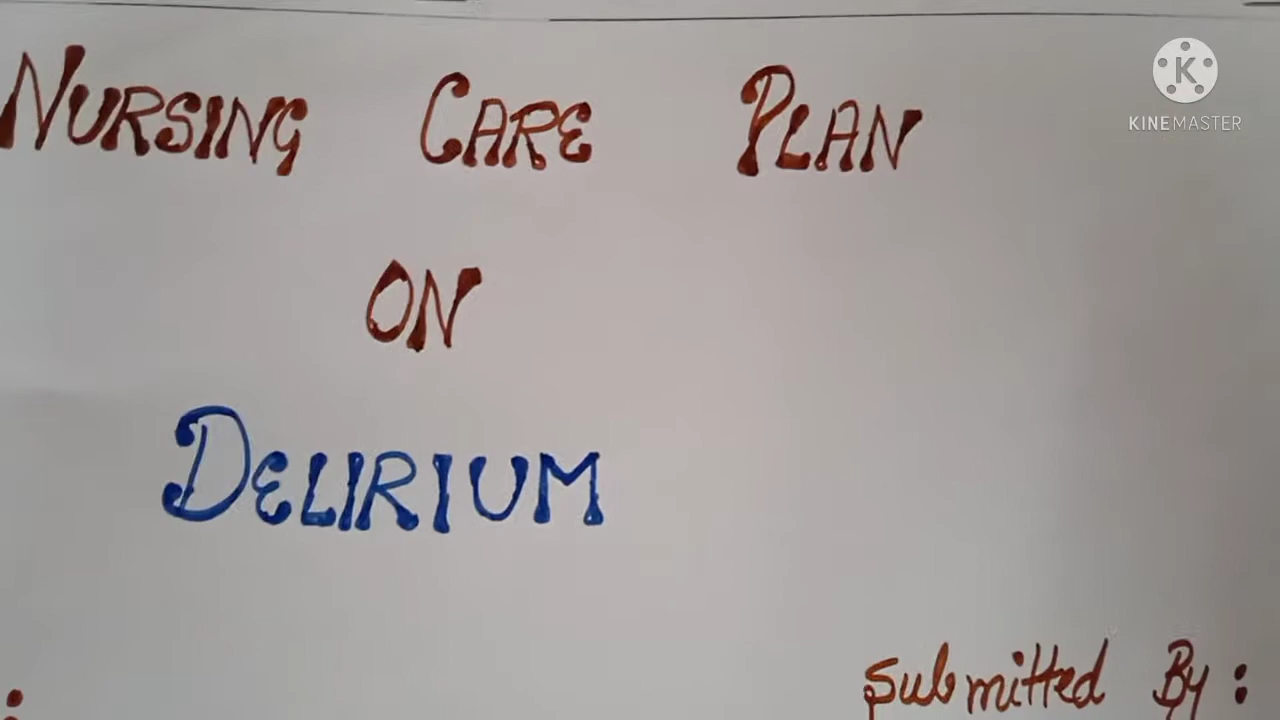 NURSING CARE PLAN
ON
DELIRIUM
Submitted By :
:
K
KINEMASTER